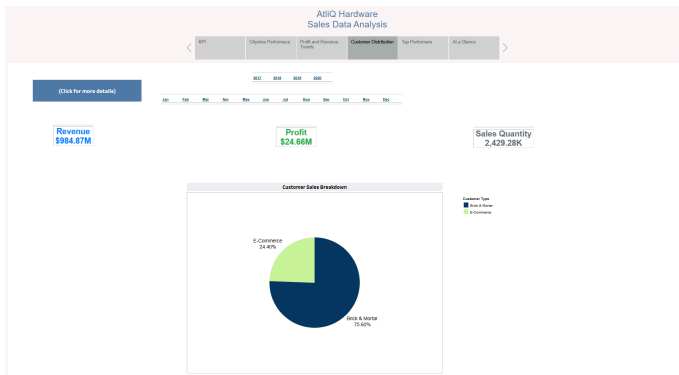 AtliQ Hardware
Sales Data Analysis
KPI
Citywise Performance
Profit and Revenue
Trends
Customer Distribution
Top Performers
At a Glance
2017 2018 2019 2020
(Click for more details)
Jan Feb Mar Apr May Jun Jul Aug Sep Oct Nov Dec
Revenue
$984.87M
Profit
$24.66M
Sales Quantity
2,429.28K
Customer Sales Breakdown
Customer Type
Brick & Mortar
E-Commerce
E-Commerce
24.40%
Brick & Mortar
75.60%